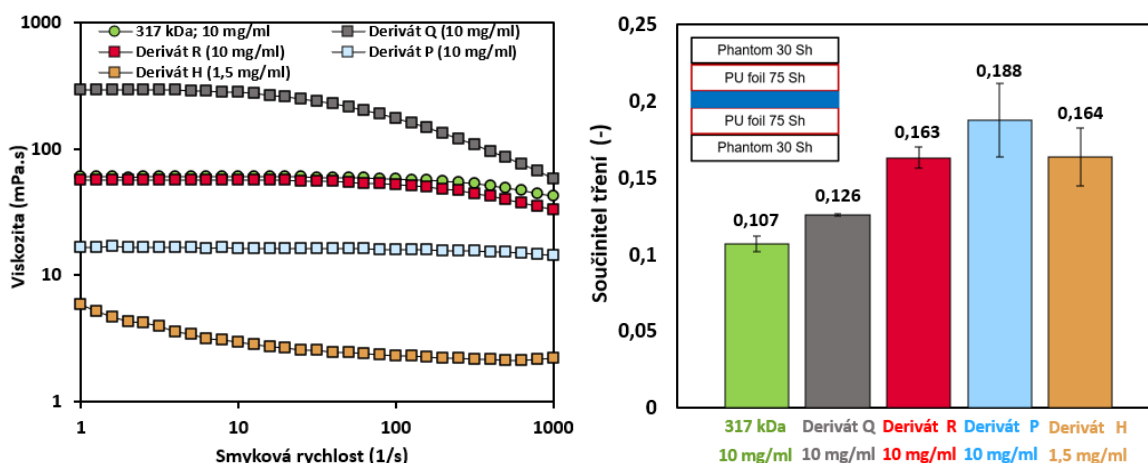 1000
100
10
1
Viskozita (mPa.s)
317 kDa; 10 mg/ml
Derivát Q (10 mg/ml)
Derivát R (10 mg/ml)
Derivát P (10 mg/ml)
Derivát H (1,5 mg/ml)
1 10 100 1000
Smyková rychlost (1/s)
0,25
0,2
0,15
0,1
0,05
0
Součinitel tření (-)
Phantom 30 Sh
PU foil 75 Sh
PU foil 75 Sh
Phantom 30 Sh
0,107
0,126
0,163
0,188
0,164
317 kDa Derivát Q Derivát R Derivát P Derivát H
10 mg/ml 10 mg/ml 10 mg/ml 10 mg/ml 1,5 mg/ml